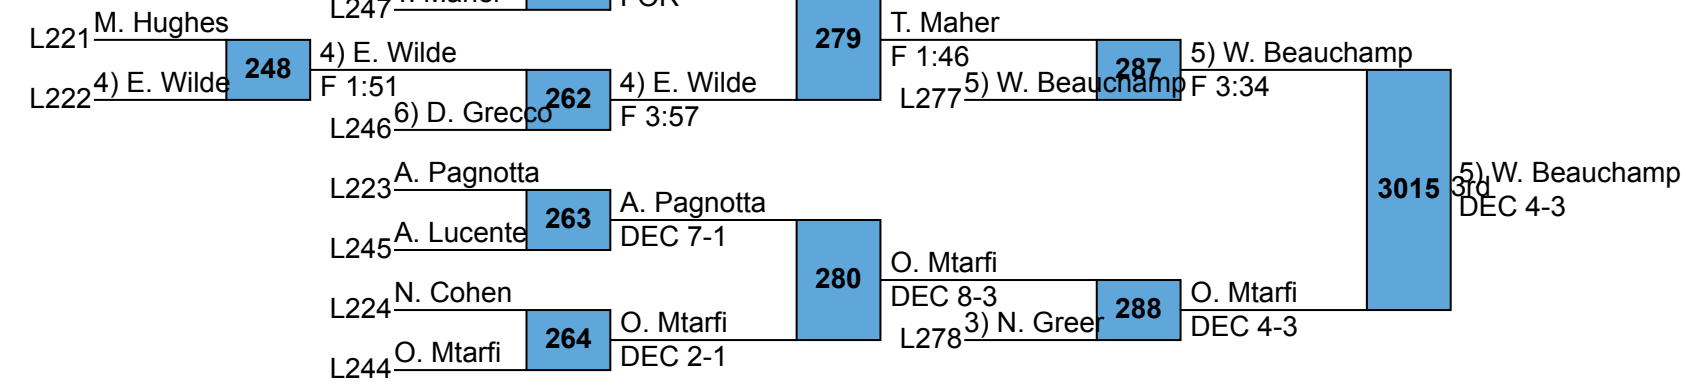 L247
L221 M. Hughes
L222 4) E. Wilde
248
4) E. Wilde
F 1:51
L246 6) D. Grecco
262
4) E. Wilde
F 3:57
279
T. Maher
F 1:46
L277 5) W. Beauchamp
287
5) W. Beauchamp
F 3:34
L223 A. Pagnotta
L245 A. Lucente
263
A. Pagnotta
DEC 7-1
L224 N. Cohen
L244 O. Mtarfi
264
O. Mtarfi
DEC 2-1
280
O. Mtarfi
DEC 8-3
L278 3) N. Greer
288
O. Mtarfi
DEC 4-3
3015
3rd
5) W. Beauchamp
DEC 4-3